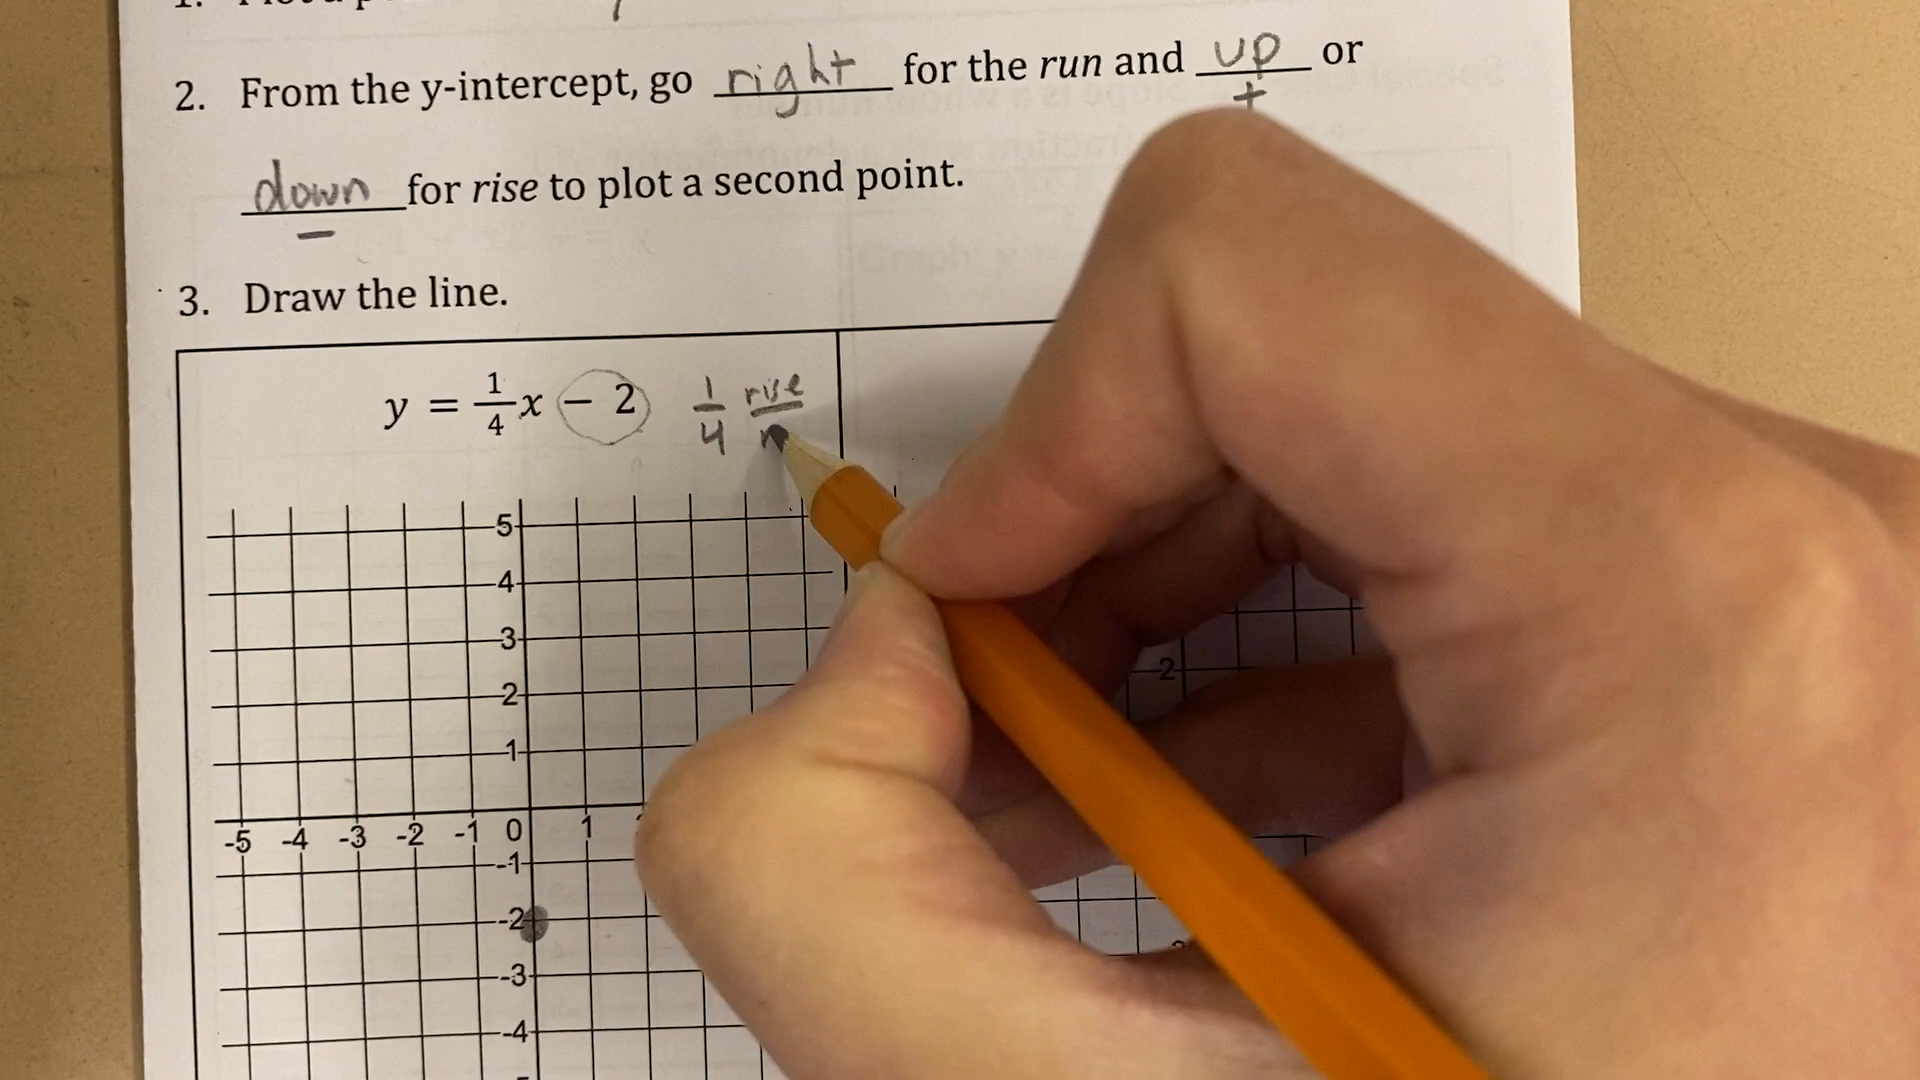 2. From the y-intercept, go right for the run and up or
+
down for rise to plot a second point.
−
3. Draw the line.
y = 1/4 x − 2 1/4 rise
5
4
3
2
1
-5 -4 -3 -2 -1 0 1
-1
-2
-3
-4
2